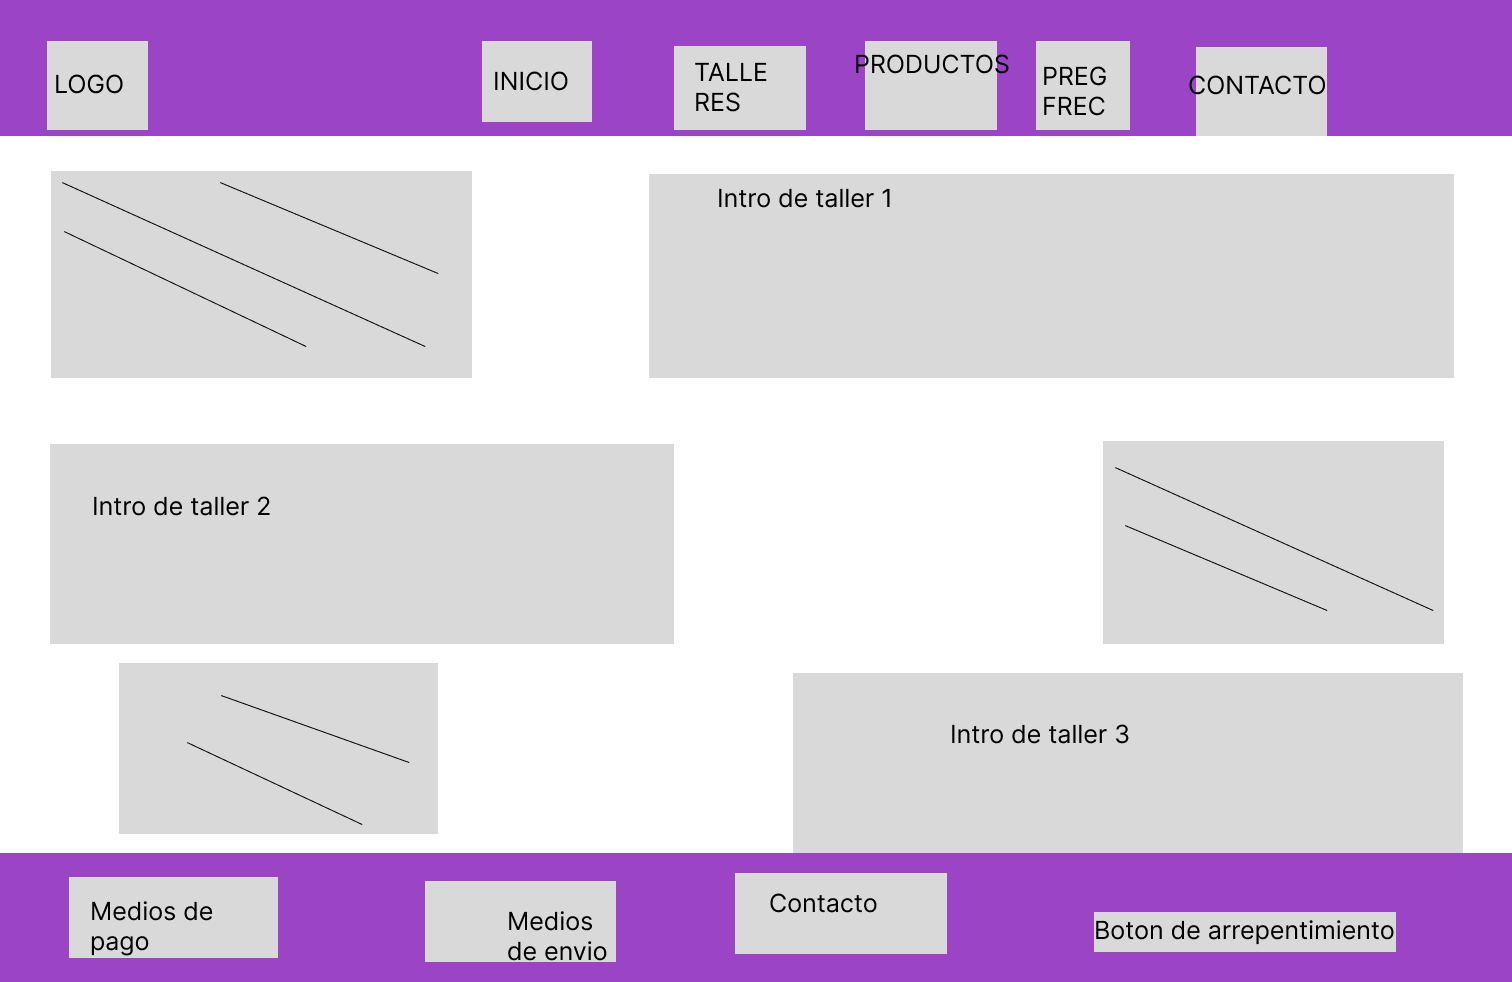 LOGO
INICIO
TALLE
RES
PRODUCTOS
PREG
FREC
CONTACTO
Intro de taller 1
Intro de taller 2
Intro de taller 3
Medios de
pago
Medios
de envio
Contacto
Boton de arrepentimiento